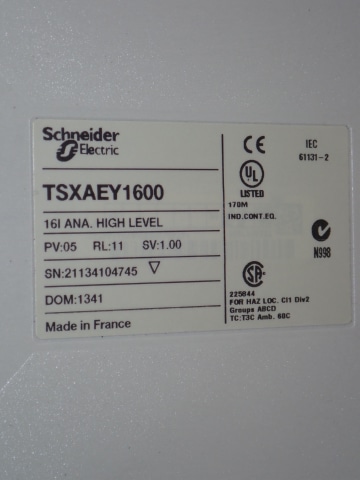 Schneider
Electric
TSXAEY1600
16I ANA. HIGH LEVEL
PV:05 RL:11 SV:1.00
SN:21134104745
DOM:1341
Made in France
CE
IEC
61131-2
UL
LISTED
170M
IND.CONT.EQ.
N998
SA
225844
FOR HAZ LOC. Cl1 Div2
Groupe ABCD
TC:T3C Amb. 60C